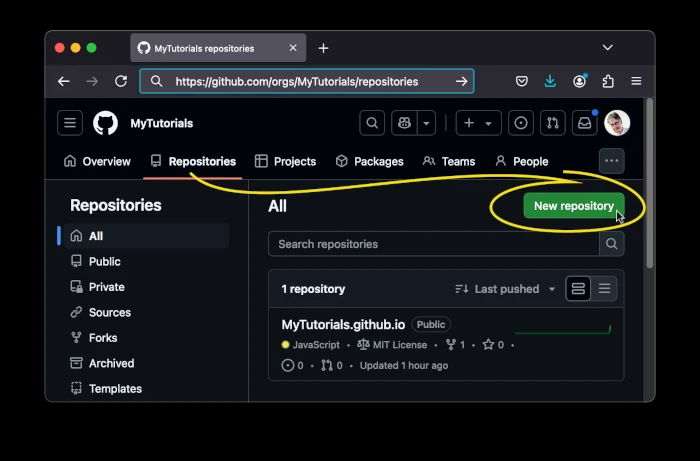 MyTutorials repositories
https://github.com/orgs/MyTutorials/repositories
MyTutorials
Overview Repositories Projects Packages Teams People
Repositories
All
Public
Private
Sources
Forks
Archived
Templates
All New repository
Search repositories
1 repository Last pushed
MyTutorials.github.io Public
JavaScript • MIT License • 1 • 0 •
0 • 0 • Updated 1 hour ago